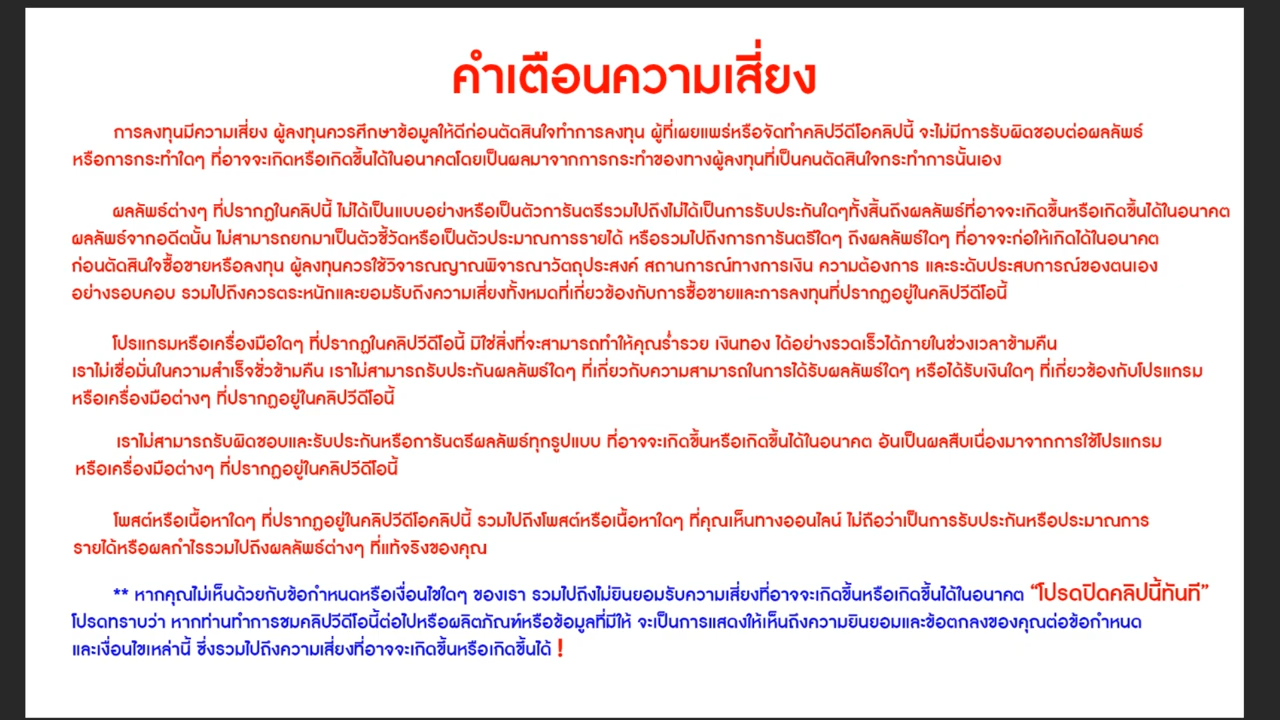 คำเตือนความเสี่ยง
การลงทุนมีความเสี่ยง ผู้ลงทุนควรศึกษาข้อมูลให้ดีก่อนตัดสินใจทำการลงทุน ผู้ที่เผยแพร่หรือจัดทำคลิปวีดีโอคลิปนี้ จะไม่มีการรับผิดชอบต่อผลลัพธ์
หรือการกระทำใดๆ ที่อาจจะเกิดหรือเกิดขึ้นได้ในอนาคตโดยเป็นผลมาจากการกระทำของทางผู้ลงทุนที่เป็นคนตัดสินใจกระทำการนั้นเอง
ผลลัพธ์ต่างๆ ที่ปรากฏในคลิปนี้ ไม่ได้เป็นแบบอย่างหรือเป็นตัวการันตรีรวมไปถึงไม่ได้เป็นการรับประกันใดๆทั้งสิ้นถึงผลลัพธ์ที่อาจจะเกิดขึ้นหรือเกิดขึ้นได้ในอนาคต
ผลลัพธ์จากอดีตนั้น ไม่สามารถยกมาเป็นตัวชี้วัดหรือเป็นตัวประมาณการรายได้ หรือรวมไปถึงการการันตรีใดๆ ถึงผลลัพธ์ใดๆ ที่อาจจะก่อให้เกิดได้ในอนาคต
ก่อนตัดสินใจซื้อขายหรือลงทุน ผู้ลงทุนควรใช้วิจารณญาณพิจารณาวัตถุประสงค์ สถานการณ์ทางการเงิน ความต้องการ และระดับประสบการณ์ของตนเอง
อย่างรอบคอบ รวมไปถึงควรตระหนักและยอมรับถึงความเสี่ยงทั้งหมดที่เกี่ยวข้องกับการซื้อขายและการลงทุนที่ปรากฏอยู่ในคลิปวีดีโอนี้
โปรแกรมหรือเครื่องมือใดๆ ที่ปรากฏในคลิปวีดีโอนี้ มิใช่สิ่งที่จะสามารถทำให้คุณร่ำรวย เงินทอง ได้อย่างรวดเร็วได้ภายในช่วงเวลาข้ามคืน
เราไม่เชื่อมั่นในความสำเร็จชั่วข้ามคืน เราไม่สามารถรับประกันผลลัพธ์ใดๆ ที่เกี่ยวกับความสามารถในการได้รับผลลัพธ์ใดๆ หรือได้รับเงินใดๆ ที่เกี่ยวข้องกับโปรแกรม
หรือเครื่องมือต่างๆ ที่ปรากฏอยู่ในคลิปวีดีโอนี้
เราไม่สามารถรับผิดชอบและรับประกันหรือการันตรีผลลัพธ์ทุกรูปแบบ ที่อาจจะเกิดขึ้นหรือเกิดขึ้นได้ในอนาคต อันเป็นผลสืบเนื่องมาจากการใช้โปรแกรม
หรือเครื่องมือต่างๆ ที่ปรากฏอยู่ในคลิปวีดีโอนี้
โพสต์หรือเนื้อหาใดๆ ที่ปรากฏอยู่ในคลิปวีดีโอคลิปนี้ รวมไปถึงโพสต์หรือเนื้อหาใดๆ ที่คุณเห็นทางออนไลน์ ไม่ถือว่าเป็นการรับประกันหรือประมาณการ
รายได้หรือผลกำไรรวมไปถึงผลลัพธ์ต่างๆ ที่แท้จริงของคุณ
** หากคุณไม่เห็นด้วยกับข้อกำหนดหรือเงื่อนไขใดๆ ของเรา รวมไปถึงไม่ยินยอมรับความเสี่ยงที่อาจจะเกิดขึ้นหรือเกิดขึ้นได้ในอนาคต “โปรดปิดคลิปนี้ทันที”
โปรดทราบว่า หากท่านทำการชมคลิปวีดีโอนี้ต่อไปหรือผลิตภัณฑ์หรือข้อมูลที่มีให้ จะเป็นการแสดงให้เห็นถึงความยินยอมและข้อตกลงของคุณต่อข้อกำหนด
และเงื่อนไขเหล่านี้ ซึ่งรวมไปถึงความเสี่ยงที่อาจจะเกิดขึ้นหรือเกิดขึ้นได้ !